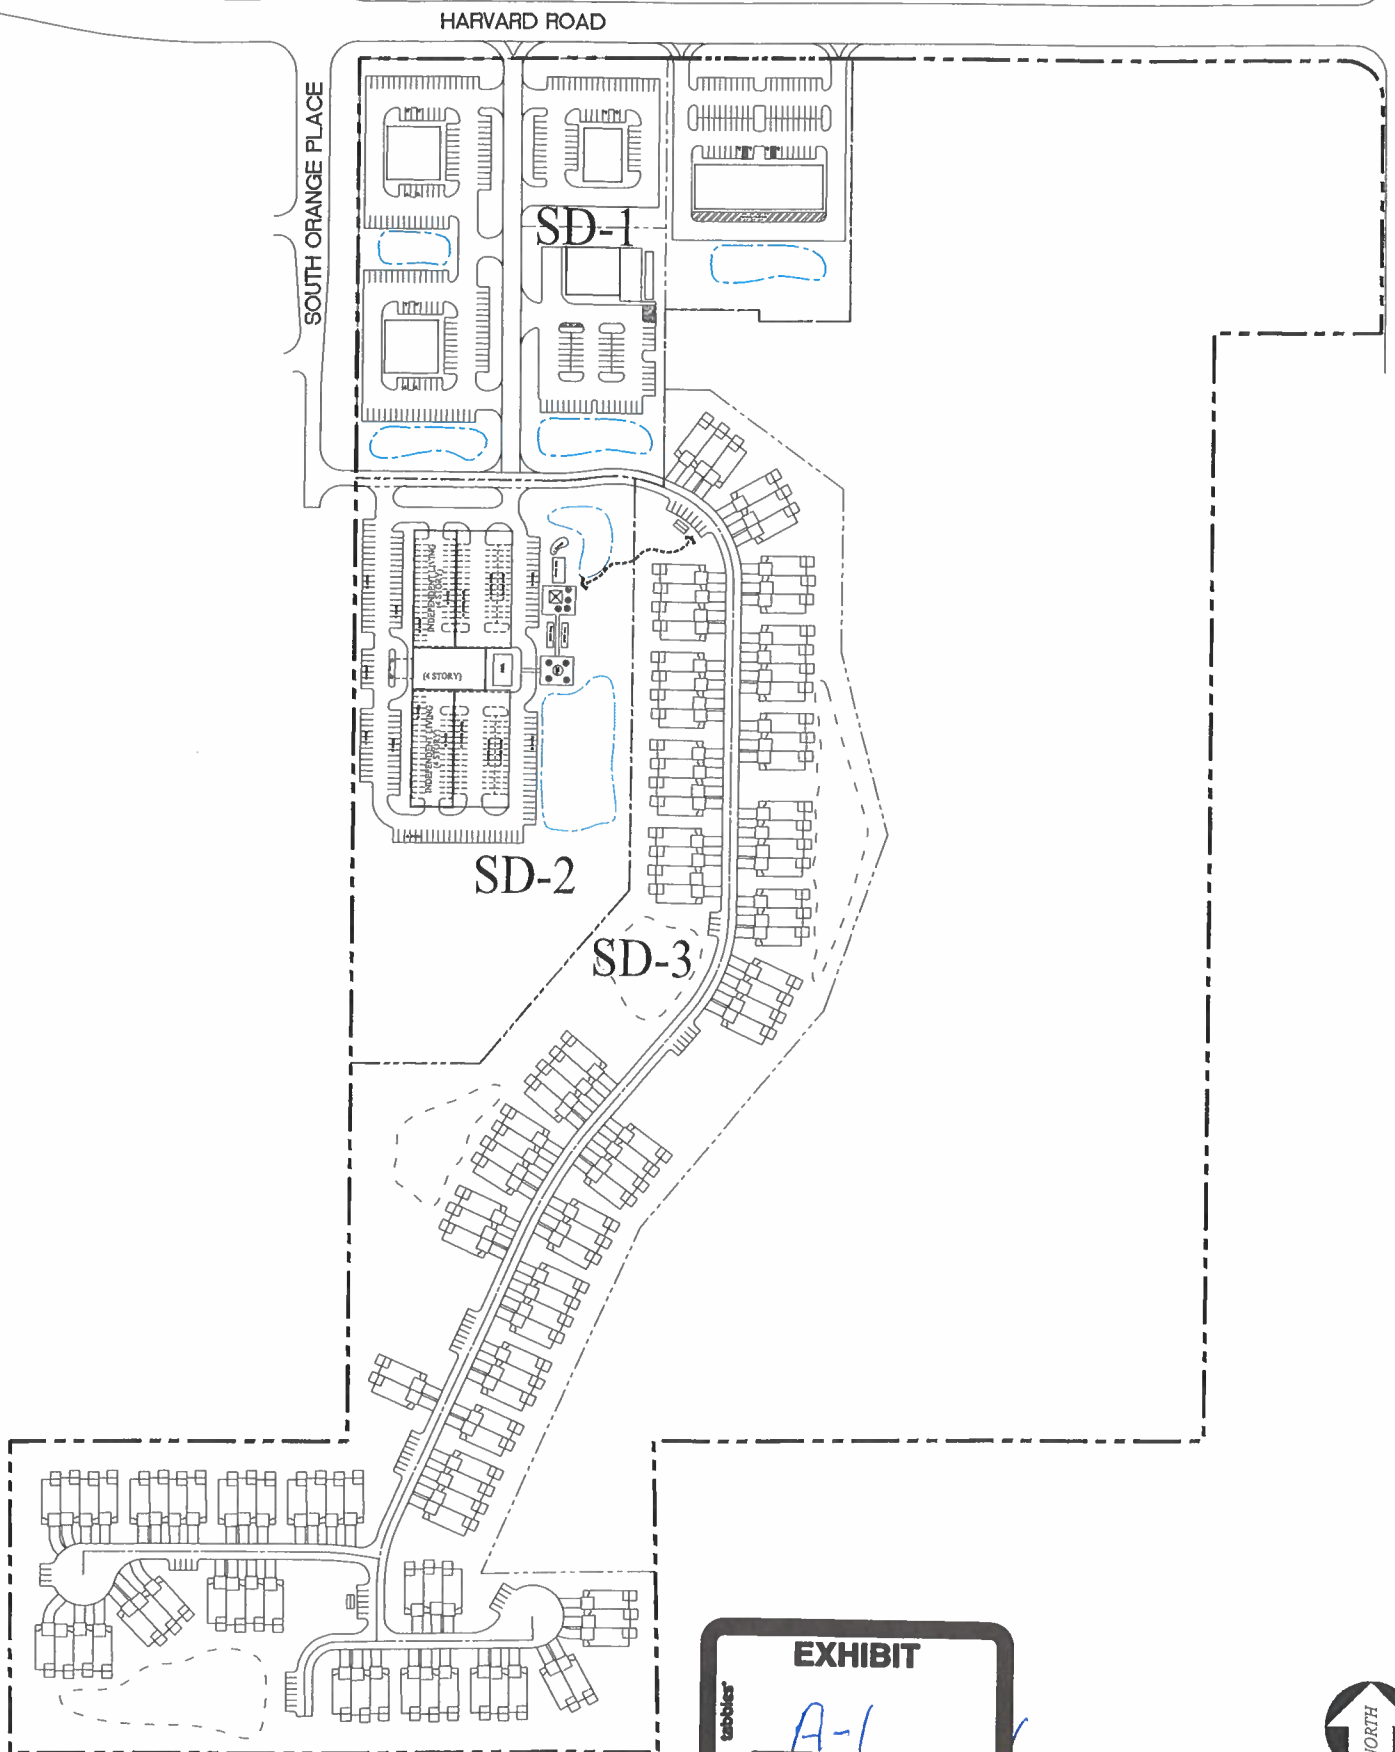 HARVARD ROAD
SOUTH ORANGE PLACE
SD-1
INDEPENDENT LIVING
(4 STORY)
(4 STORY)
INDEPENDENT LIVING
(4 STORY)
SD-2
SD-3
EXHIBIT
tabbies®
A-1
NORTH